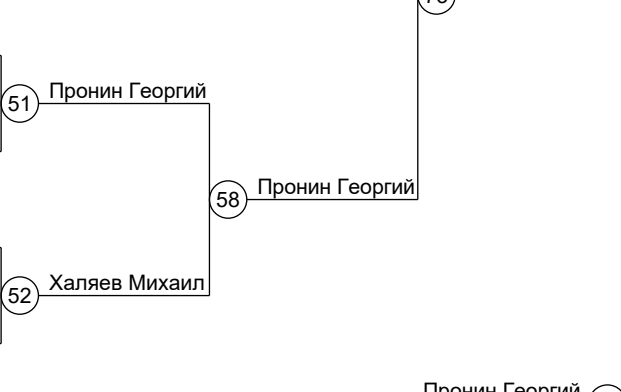 51 Пронин Георгий
58 Пронин Георгий
52 Халяев Михаил
Пронин Георгий